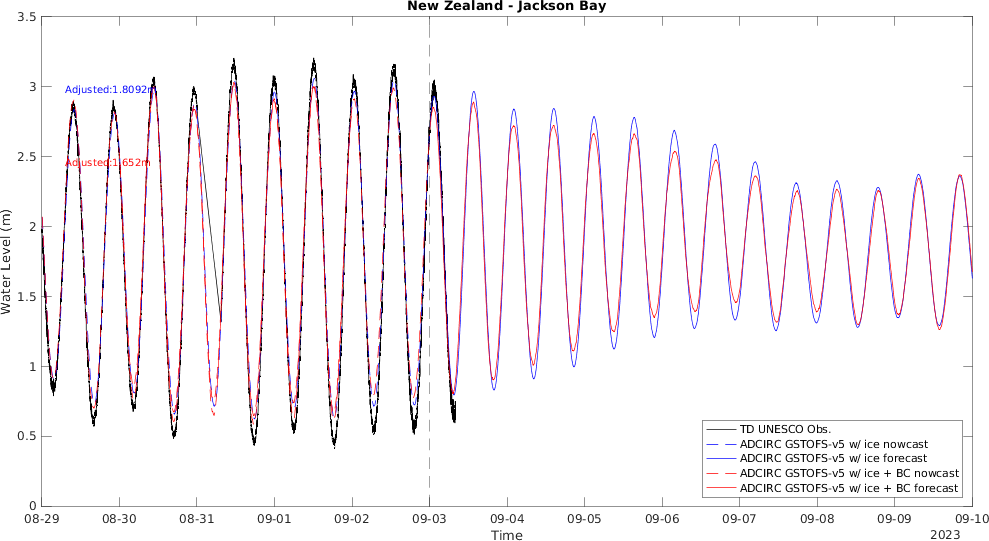 New Zealand - Jackson Bay
Water Level (m)
3.5
3
2.5
2
1.5
1
0.5
0
Adjusted:1.8092m
Adjusted:1.652m
TD UNESCO Obs.
ADCIRC GSTOFS-v5 w/ ice nowcast
ADCIRC GSTOFS-v5 w/ ice forecast
ADCIRC GSTOFS-v5 w/ ice + BC nowcast
ADCIRC GSTOFS-v5 w/ ice + BC forecast
08-29 08-30 08-31 09-01 09-02 09-03 09-04 09-05 09-06 09-07 09-08 09-09 09-10
Time
2023